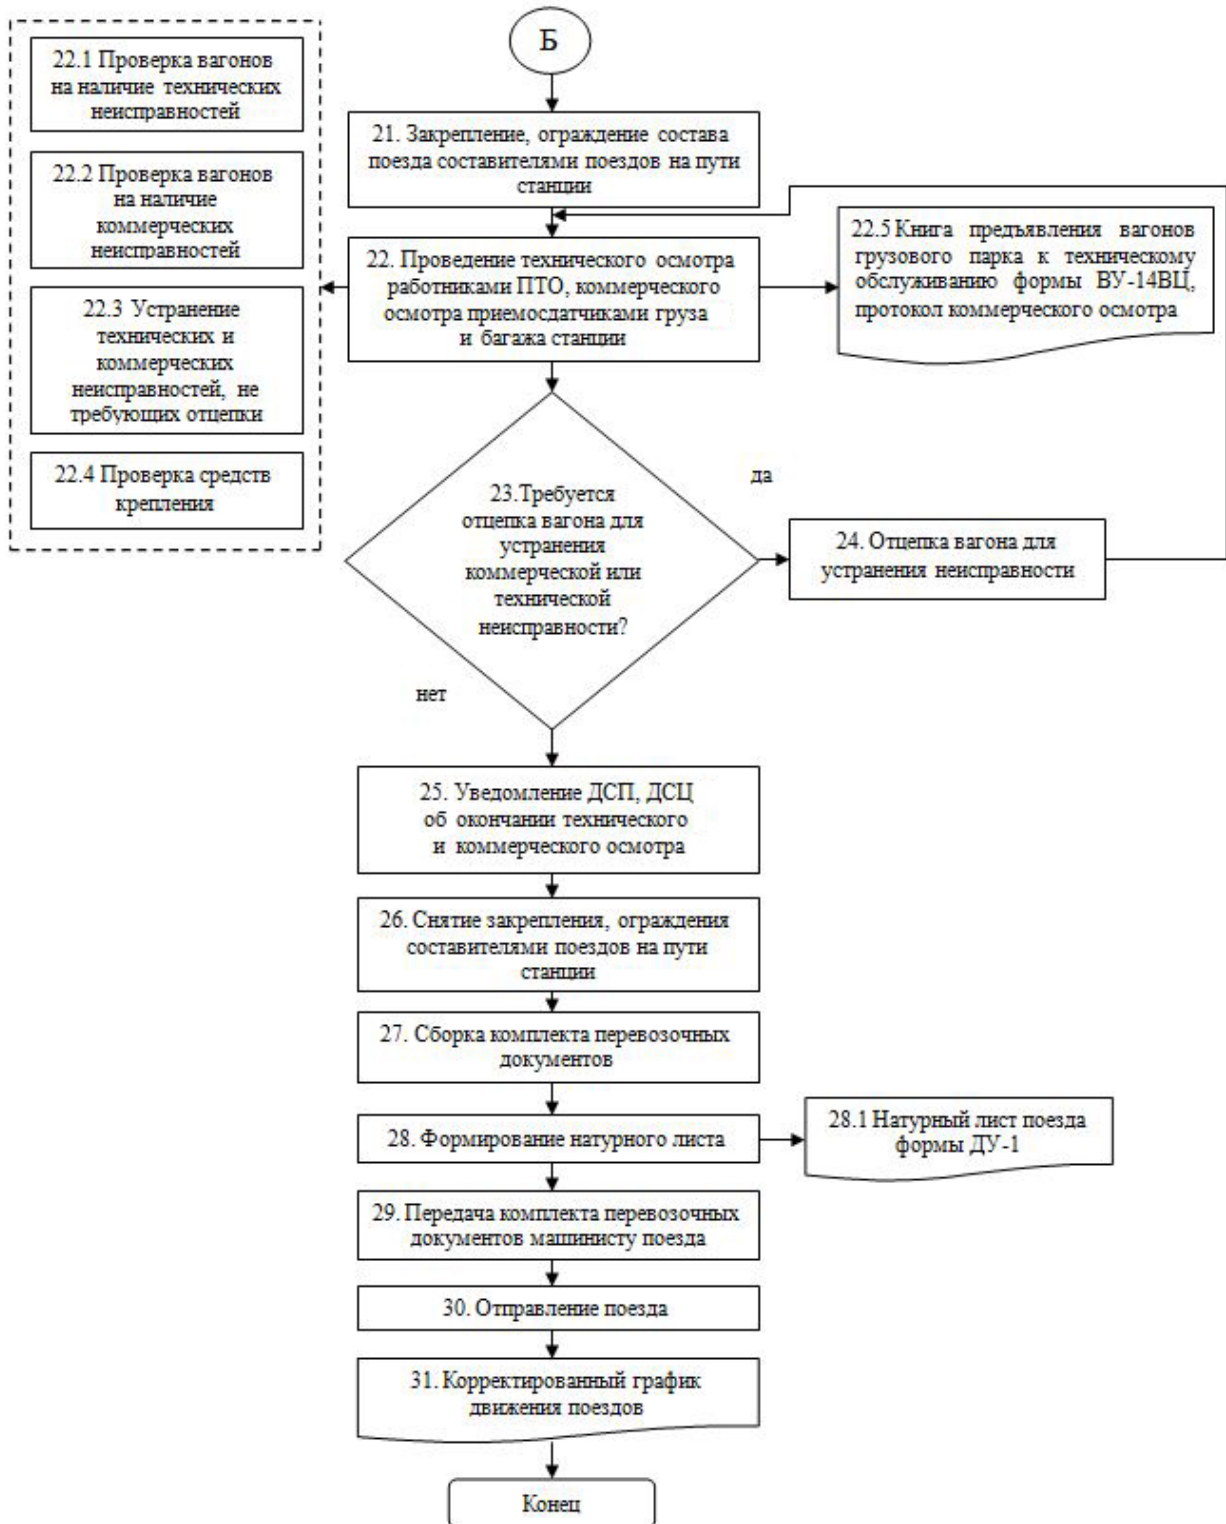 Б
22.1 Проверка вагонов
на наличие технических
неисправностей
22.2 Проверка вагонов
на наличие
коммерческих
неисправностей
22.3 Устранение
технических и
коммерческих
неисправностей, не
требующих отцепки
22.4 Проверка средств
крепления
21. Закрепление, ограждение состава
поезда составителями поездов на пути
станции
22. Проведение технического осмотра
работниками ПТО, коммерческого
осмотра приемосдатчиками груза
и багажа станции
22.5 Книга предъявления вагонов
грузового парка к техническому
обслуживанию формы ВУ-14ВЦ,
протокол коммерческого осмотра
23.Требуется
отцепка вагона для
устранения
коммерческой или
технической
неисправности?
да
24. Отцепка вагона для
устранения неисправности
нет
25. Уведомление ДСП, ДСЦ
об окончании технического
и коммерческого осмотра
26. Снятие закрепления, ограждения
составителями поездов на пути
станции
27. Сборка комплекта перевозочных
документов
28. Формирование натурного листа
28.1 Натурный лист поезда
формы ДУ-1
29. Передача комплекта перевозочных
документов машинисту поезда
30. Отправление поезда
31. Корректированный график
движения поездов
Конец